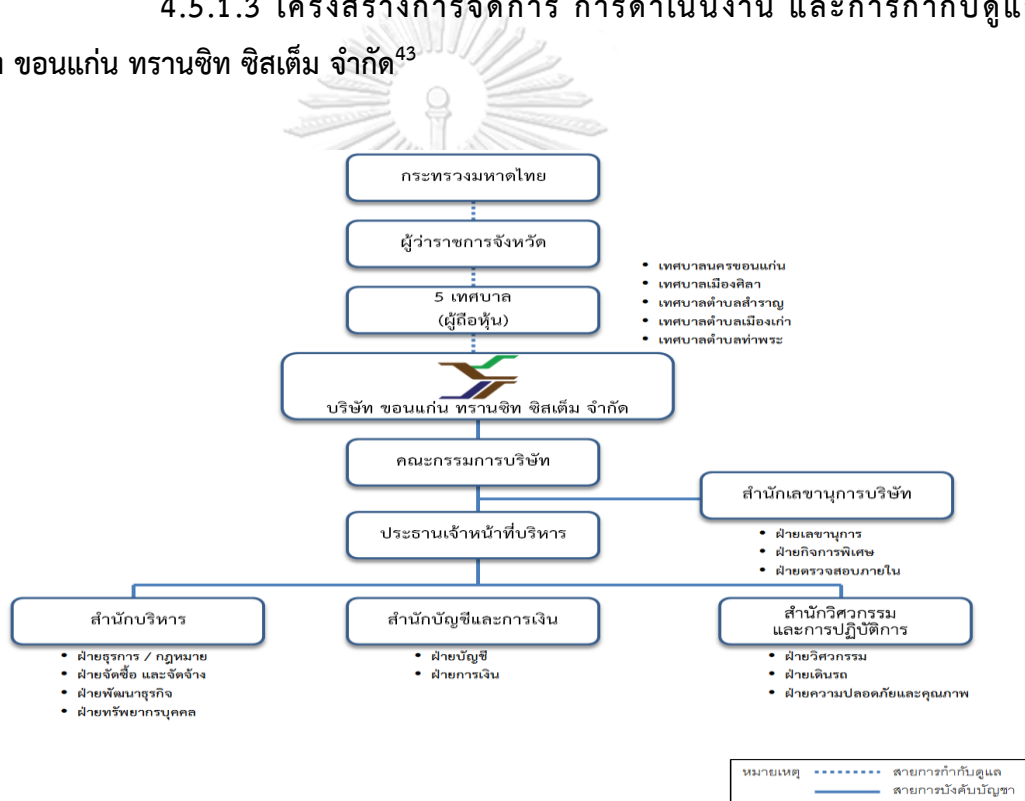 4.5.1.3 โครงสร้างการจัดการ การดำเนินงาน และการกำกับดูแ
ขอนแก่น ทรานซิท ซิสเต็ม จำกัด43
กระทรวงมหาดไทย
ผู้ว่าราชการจังหวัด
5 เทศบาล
(ผู้ถือหุ้น)
• เทศบาลนครขอนแก่น
• เทศบาลเมืองศิลา
• เทศบาลตำบลสำราญ
• เทศบาลตำบลเมืองเก่า
• เทศบาลตำบลท่าพระ
บริษัท ขอนแก่น ทรานซิท ซิสเต็ม จำกัด
คณะกรรมการบริษัท
สำนักเลขานุการบริษัท
• ฝ่ายเลขานุการ
• ฝ่ายกิจการพิเศษ
• ฝ่ายตรวจสอบภายใน
ประธานเจ้าหน้าที่บริหาร
สำนักบริหาร
• ฝ่ายธุรการ / กฎหมาย
• ฝ่ายจัดซื้อ และจัดจ้าง
• ฝ่ายพัฒนาธุรกิจ
• ฝ่ายทรัพยากรบุคคล
สำนักบัญชีและการเงิน
• ฝ่ายบัญชี
• ฝ่ายการเงิน
สำนักวิศวกรรม
และการปฏิบัติการ
• ฝ่ายวิศวกรรม
• ฝ่ายเดินรถ
• ฝ่ายความปลอดภัยและคุณภาพ
หมายเหตุ สายการกำกับดูแล
สายการบังคับบัญชา